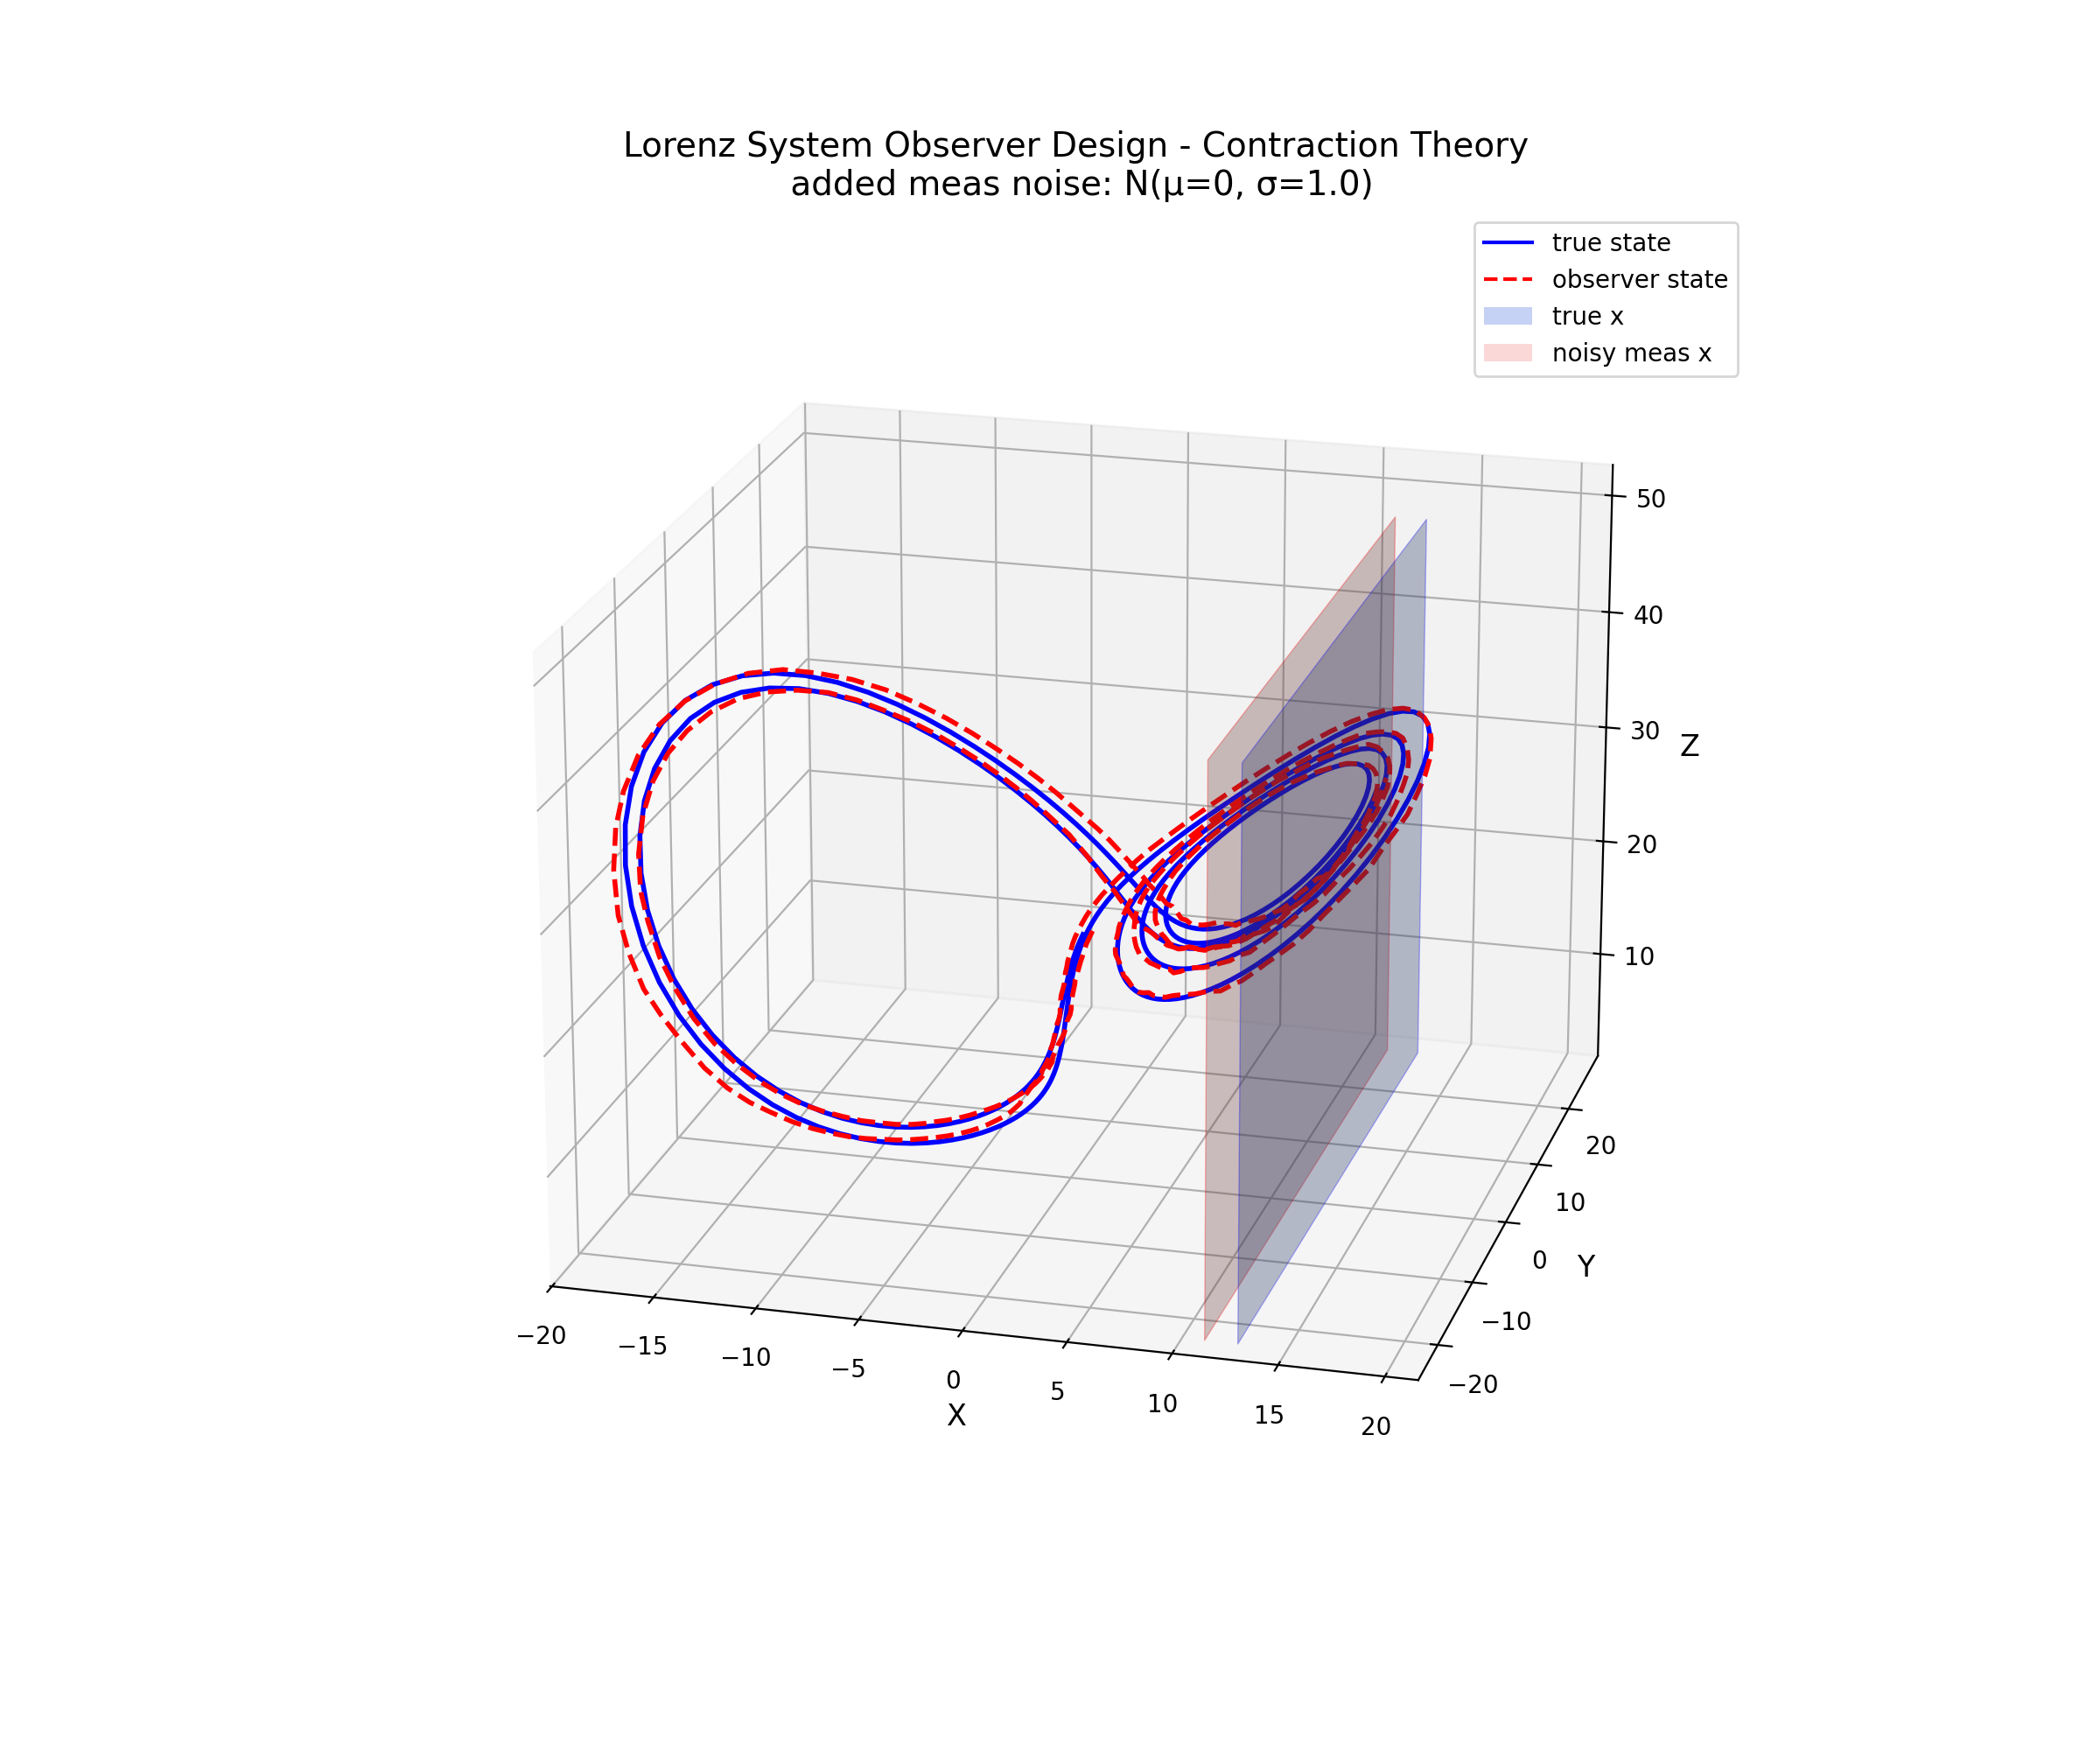 Lorenz System Observer Design - Contraction Theory
added meas noise: N(μ=0, σ=1.0)
true state
observer state
true x
noisy meas x
50
40
30
Z
20
10
20
10
0
Y
−10
−20
−20
−15
−10
−5
0
5
10
15
20
X